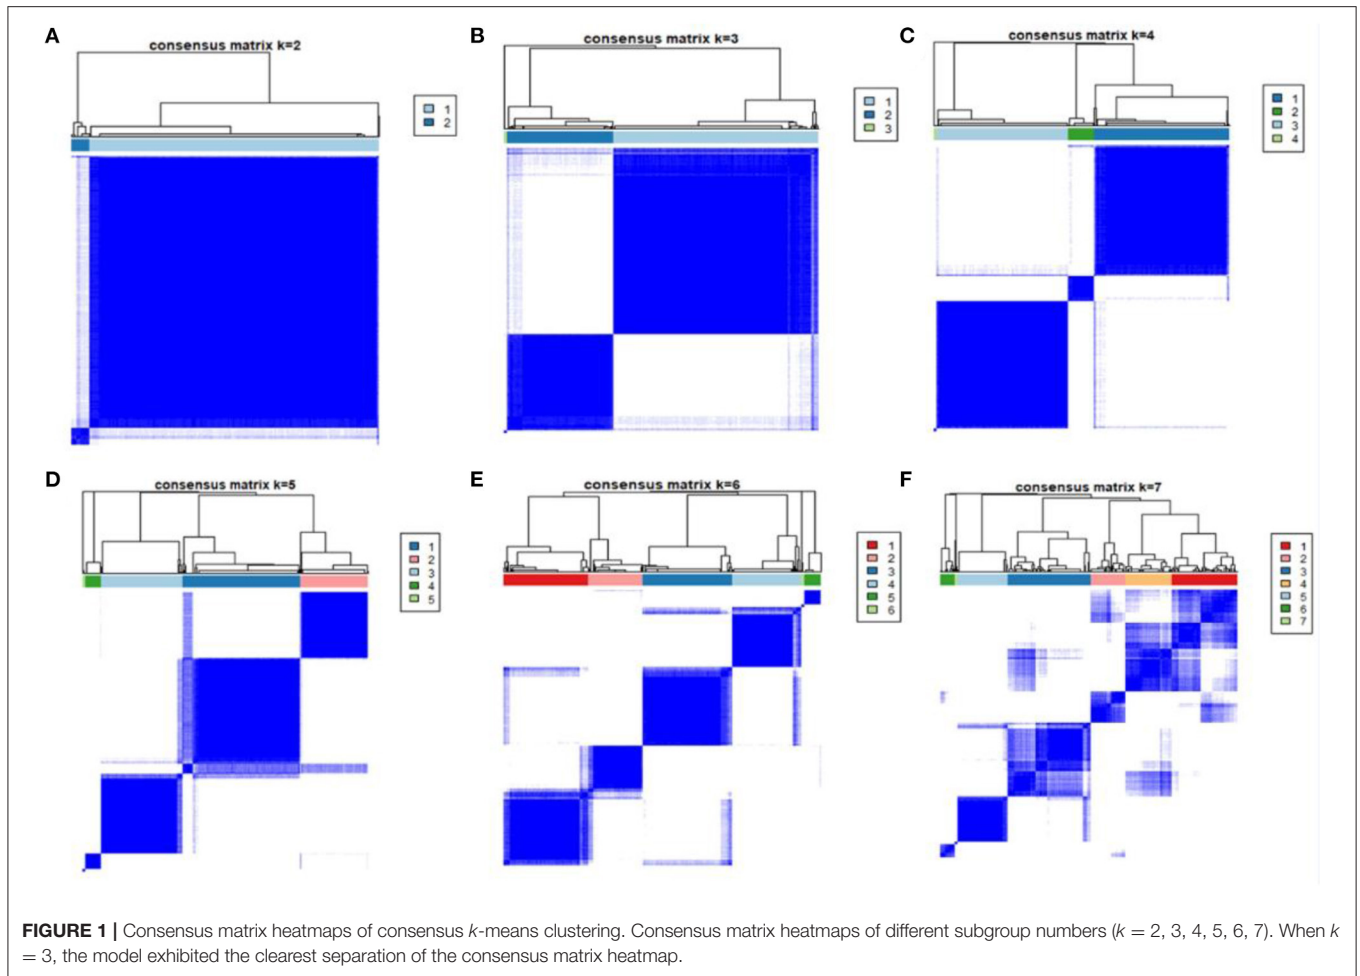 A
consensus matrix k=2
1
2
B
consensus matrix k=3
1
2
3
C
consensus matrix k=4
1
2
3
4
D
consensus matrix k=5
1
2
3
4
5
E
consensus matrix k=6
1
2
3
4
5
6
F
consensus matrix k=7
1
2
3
4
5
6
7
FIGURE 1 | Consensus matrix heatmaps of consensus k-means clustering. Consensus matrix heatmaps of different subgroup numbers (k = 2, 3, 4, 5, 6, 7). When k
= 3, the model exhibited the clearest separation of the consensus matrix heatmap.